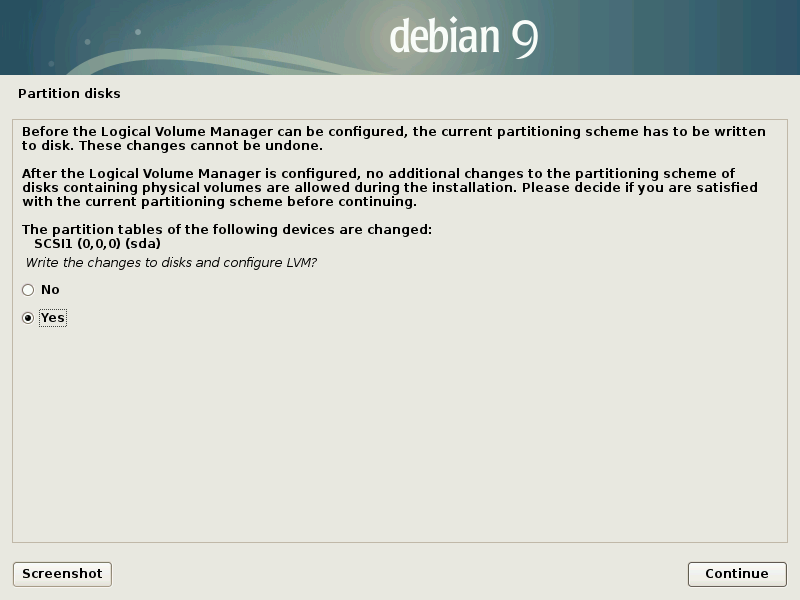 debian 9
Partition disks
Before the Logical Volume Manager can be configured, the current partitioning scheme has to be written
to disk. These changes cannot be undone.
After the Logical Volume Manager is configured, no additional changes to the partitioning scheme of
disks containing physical volumes are allowed during the installation. Please decide if you are satisfied
with the current partitioning scheme before continuing.
The partition tables of the following devices are changed:
SCSI1 (0,0,0) (sda)
Write the changes to disks and configure LVM?
No
Yes
Screenshot
Continue